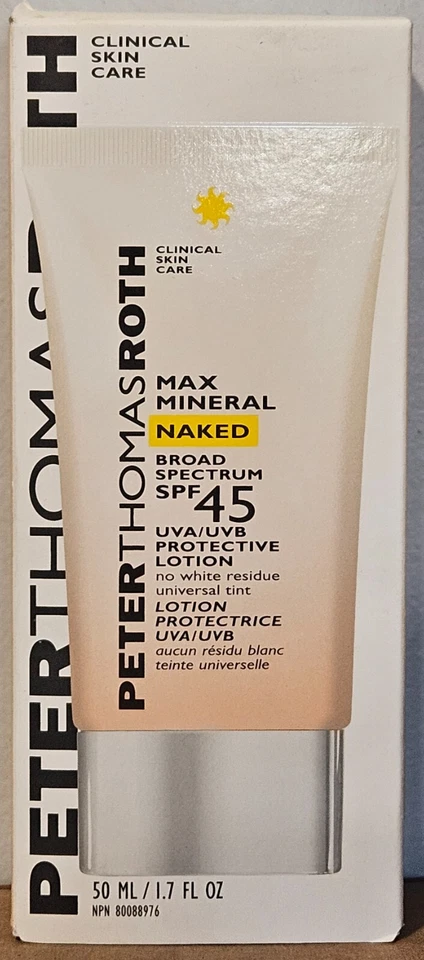 CLINICAL
SKIN
CARE
PETERTHOMASROTH
CLINICAL
SKIN
CARE
PETERTHOMASROTH
MAX
MINERAL
NAKED
BROAD
SPECTRUM
SPF 45
UVA/UVB
PROTECTIVE
LOTION
no white residue
universal tint
LOTION
PROTECTRICE
UVA/UVB
aucun résidu blanc
teinte universelle
50 ML / 1.7 FL OZ
NPN 80088976